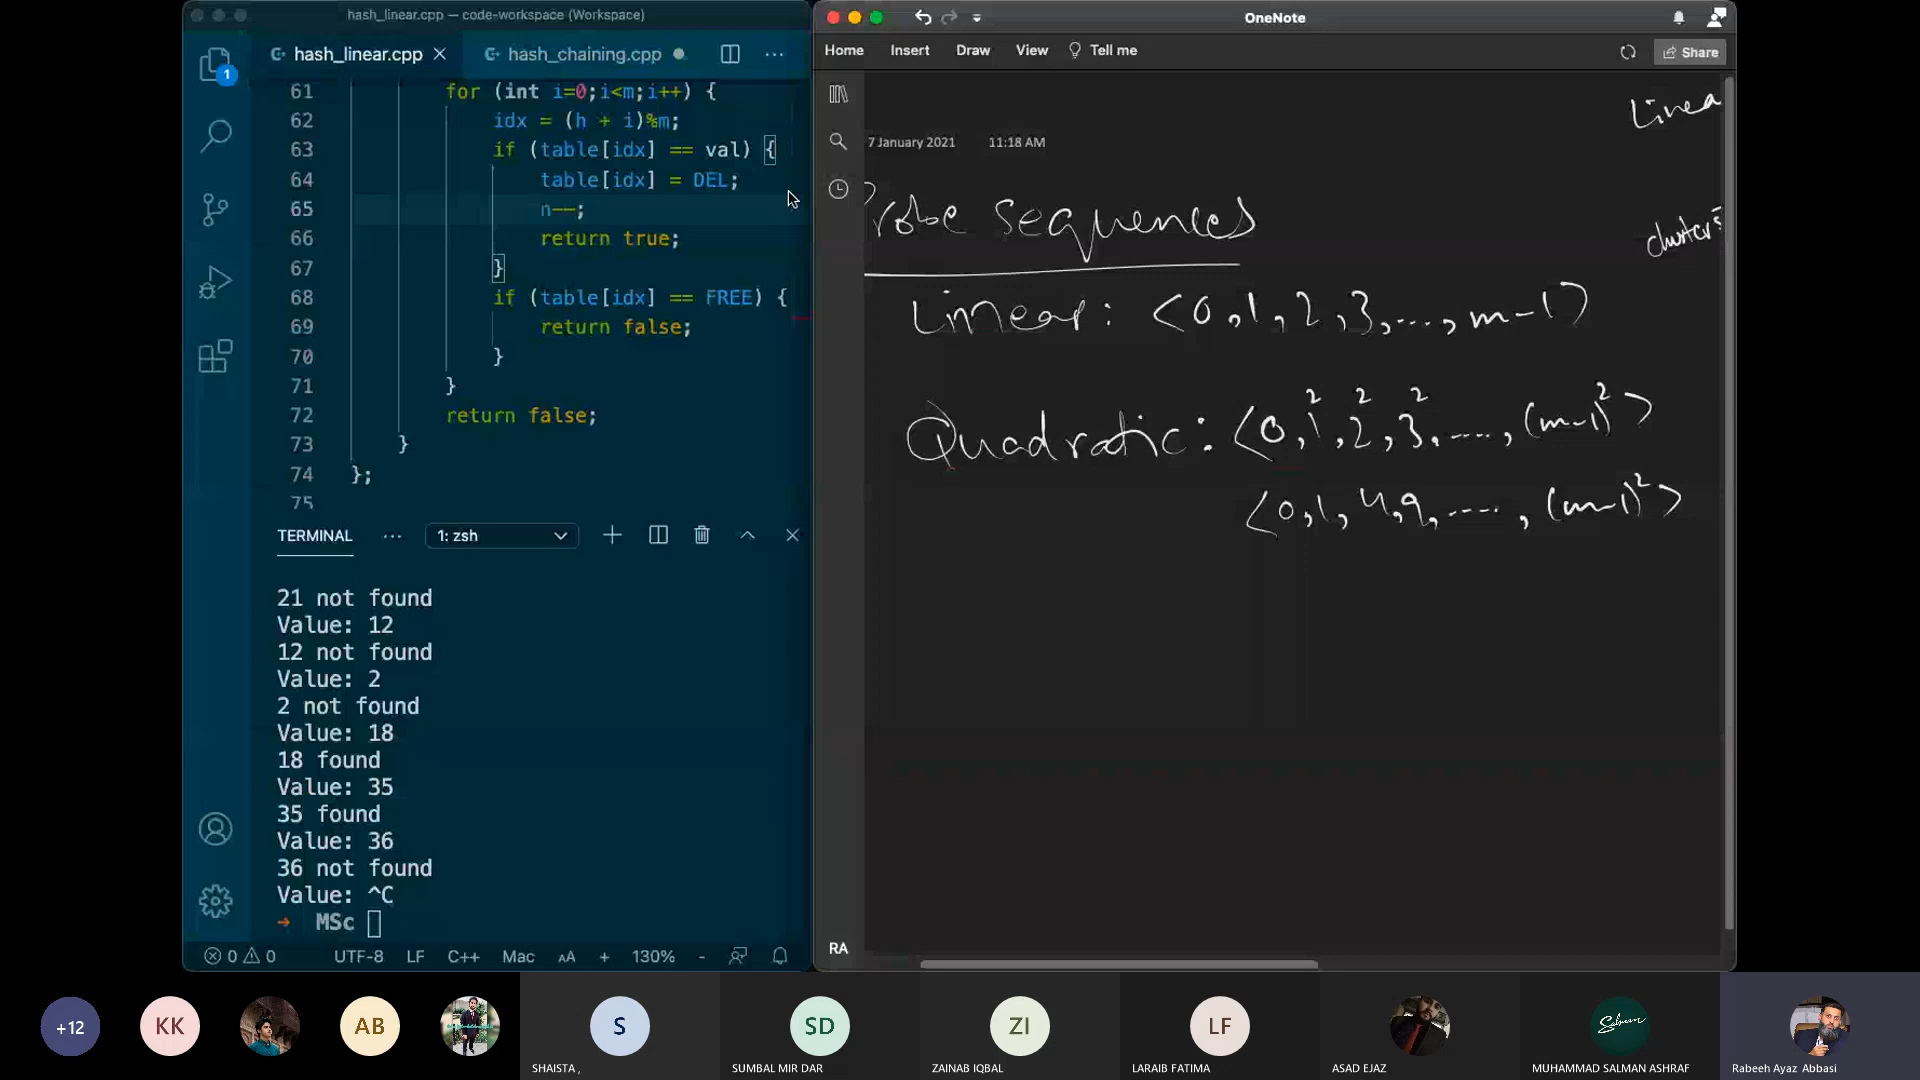 hash_linear.cpp — code-workspace (Workspace)
hash_linear.cpp
hash_chaining.cpp
1
61 for (int i=0;i<m;i++) {
62 idx = (h + i)%m;
63 if (table[idx] == val) {
64 table[idx] = DEL;
65 n--;
66 return true;
67 }
68 if (table[idx] == FREE) {
69 return false;
70 }
71 }
72 return false;
73 }
74 };
75
TERMINAL ... 1: zsh
21 not found
Value: 12
12 not found
Value: 2
2 not found
Value: 18
18 found
Value: 35
35 found
Value: 36
36 not found
Value: ^C
→ MSc
0 0 UTF-8 LF C++ Mac AA + 130% -
OneNote
Home Insert Draw View Tell me Share
Linea
7 January 2021 11:18 AM
Probe sequences
clusters
Linear: <0,1,2,3,...,m-1>
Quadratic: <0,1²,2²,3²,....,(m-1)²>
<0,1,4,9,....,(m-1)²>
RA
+12 KK AB S SD ZI LF Salman
SHAISTA , SUMBAL MIR DAR ZAINAB IQBAL LARAIB FATIMA ASAD EJAZ MUHAMMAD SALMAN ASHRAF Rabeeh Ayaz Abbasi